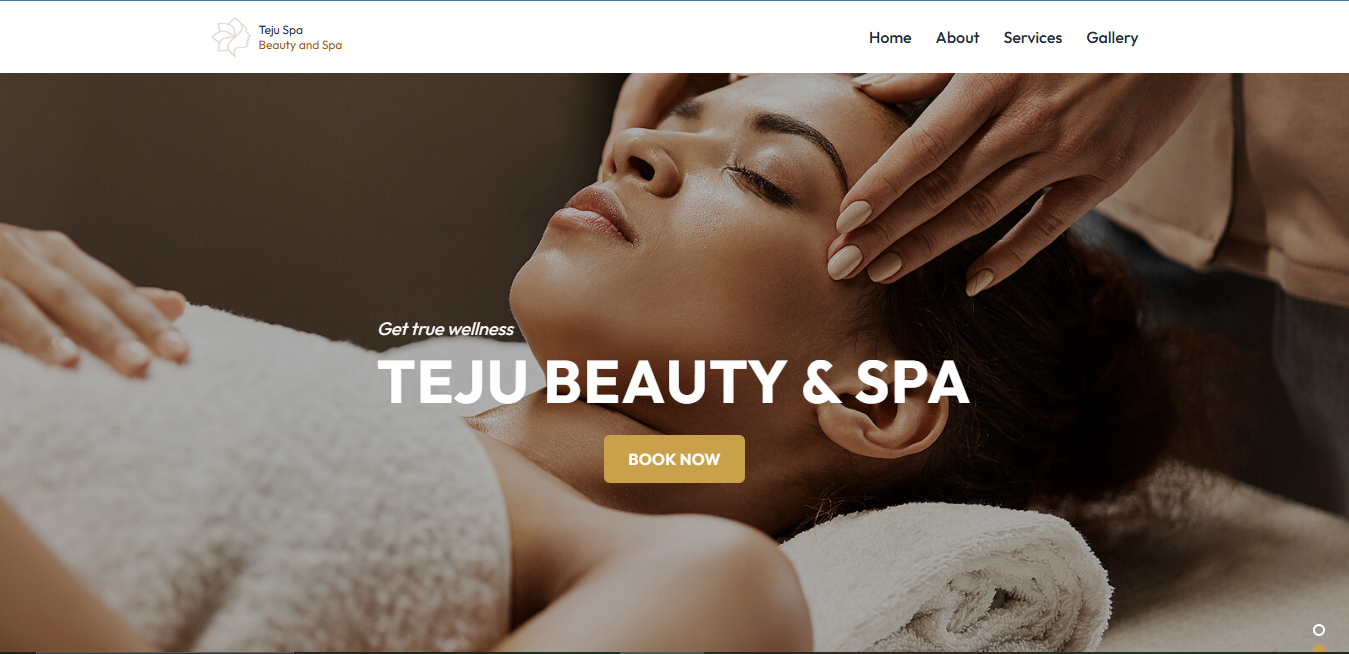 Teju Spa
Beauty and Spa
Home About Services Gallery
Get true wellness
TEJU BEAUTY & SPA
BOOK NOW